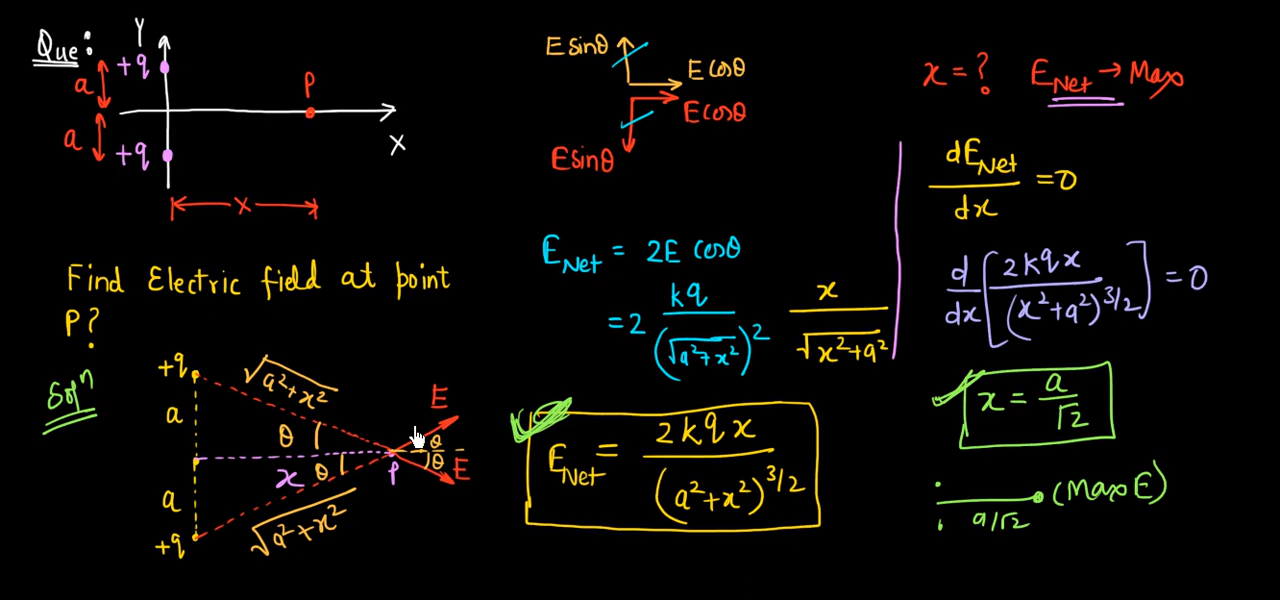 Que:
Y
+q
a
P
a
+q
X
x
Find Electric field at point
P?
Solⁿ
+q
√a²+x²
a
θ
E
θ
x
θ
P
θ
E
a
√a²+x²
+q
E sinθ
E cosθ
E cosθ
E sinθ
E_Net = 2E cosθ
= 2 kq/(√a²+x²)² x/√x²+a²
E_Net = 2kqx/(a²+x²)^3/2
x = ? E_Net → Max
dE_Net/dx = 0
d/dx [2kqx/(x²+a²)^3/2] = 0
x = a/√2
(Max E)
a/√2